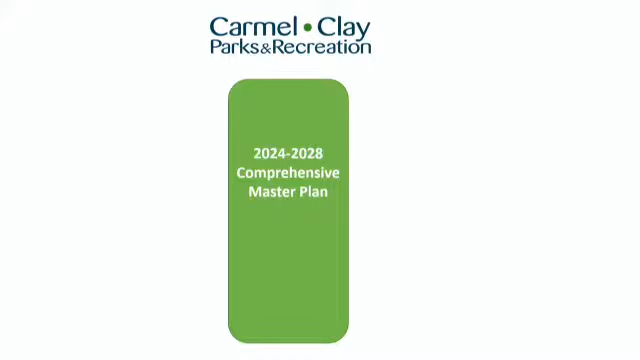 Carmel • Clay
Parks&Recreation
2024-2028
Comprehensive
Master Plan